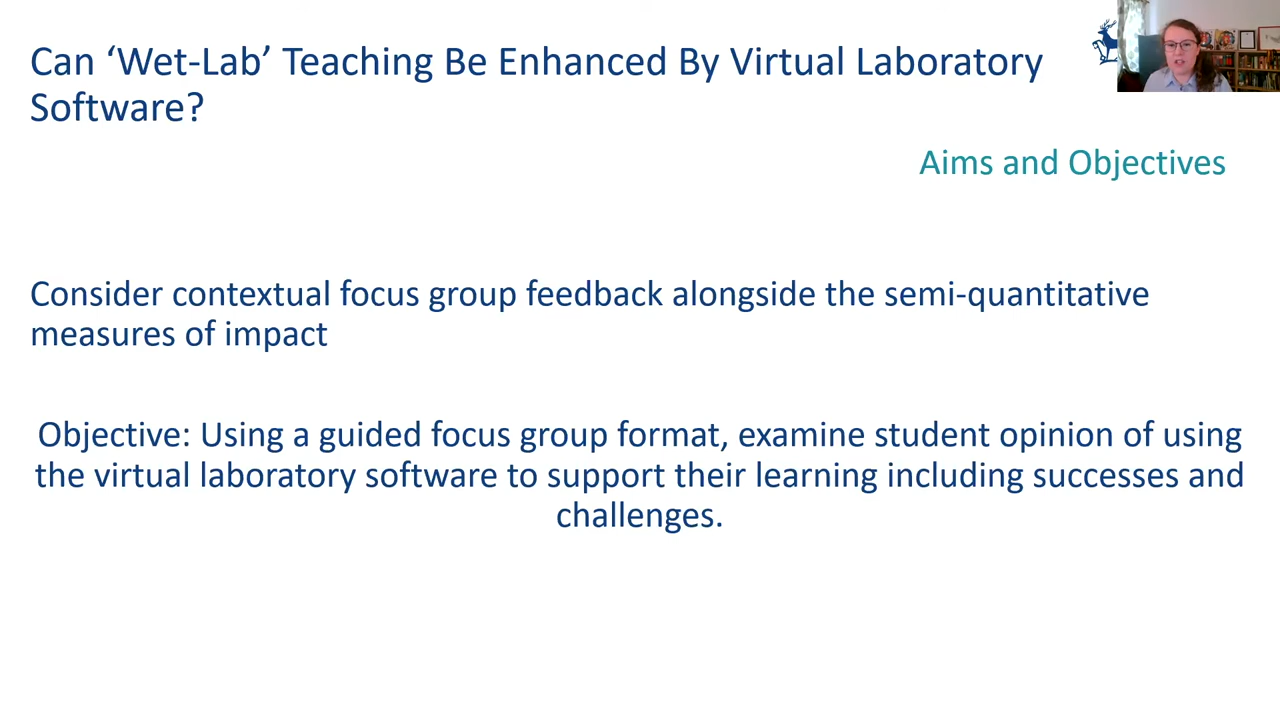 Can ‘Wet-Lab’ Teaching Be Enhanced By Virtual Laboratory
Software?
Aims and Objectives
Consider contextual focus group feedback alongside the semi-quantitative
measures of impact
Objective: Using a guided focus group format, examine student opinion of using
the virtual laboratory software to support their learning including successes and
challenges.